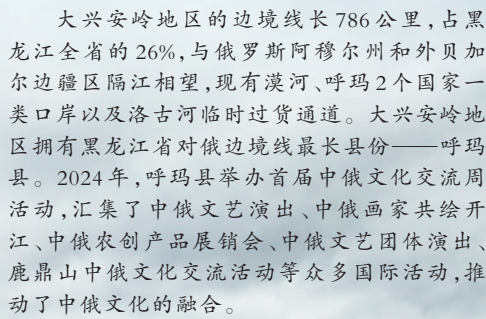 大兴安岭地区的边境线长786公里,占黑
龙江全省的26%,与俄罗斯阿穆尔州和外贝加
尔边疆区隔江相望,现有漠河、呼玛2个国家一
类口岸以及洛古河临时过货通道。大兴安岭地
区拥有黑龙江省对俄边境线最长县份——呼玛
县。2024年,呼玛县举办首届中俄文化交流周
活动,汇集了中俄文艺演出、中俄画家共绘开
江、中俄农创产品展销会、中俄文艺团体演出、
鹿鼎山中俄文化交流活动等众多国际活动,推
动了中俄文化的融合。